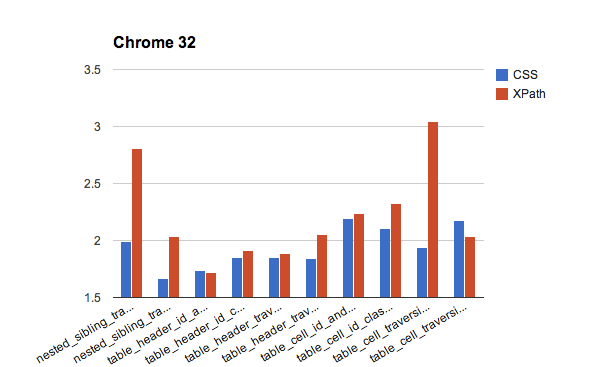 Chrome 32
3.5
3
2.5
2
1.5
CSS
XPath
nested_sibling_tra...
nested_sibling_tra...
table_header_id_a...
table_header_id_c...
table_header_trav...
table_header_trav...
table_cell_id_and...
table_cell_id_clas...
table_cell_traversi...
table_cell_traversi...